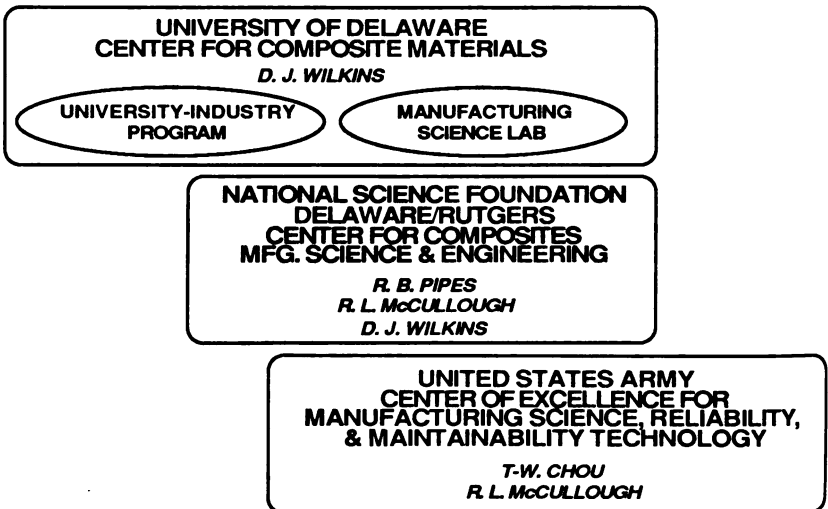 UNIVERSITY OF DELAWARE
CENTER FOR COMPOSITE MATERIALS
D. J. WILKINS
UNIVERSITY-INDUSTRY
PROGRAM
MANUFACTURING
SCIENCE LAB
NATIONAL SCIENCE FOUNDATION
DELAWARE/RUTGERS
CENTER FOR COMPOSITES
MFG. SCIENCE & ENGINEERING
R. B. PIPES
R. L. McCULLOUGH
D. J. WILKINS
UNITED STATES ARMY
CENTER OF EXCELLENCE FOR
MANUFACTURING SCIENCE, RELIABILITY,
& MAINTAINABILITY TECHNOLOGY
T-W. CHOU
R. L. McCULLOUGH